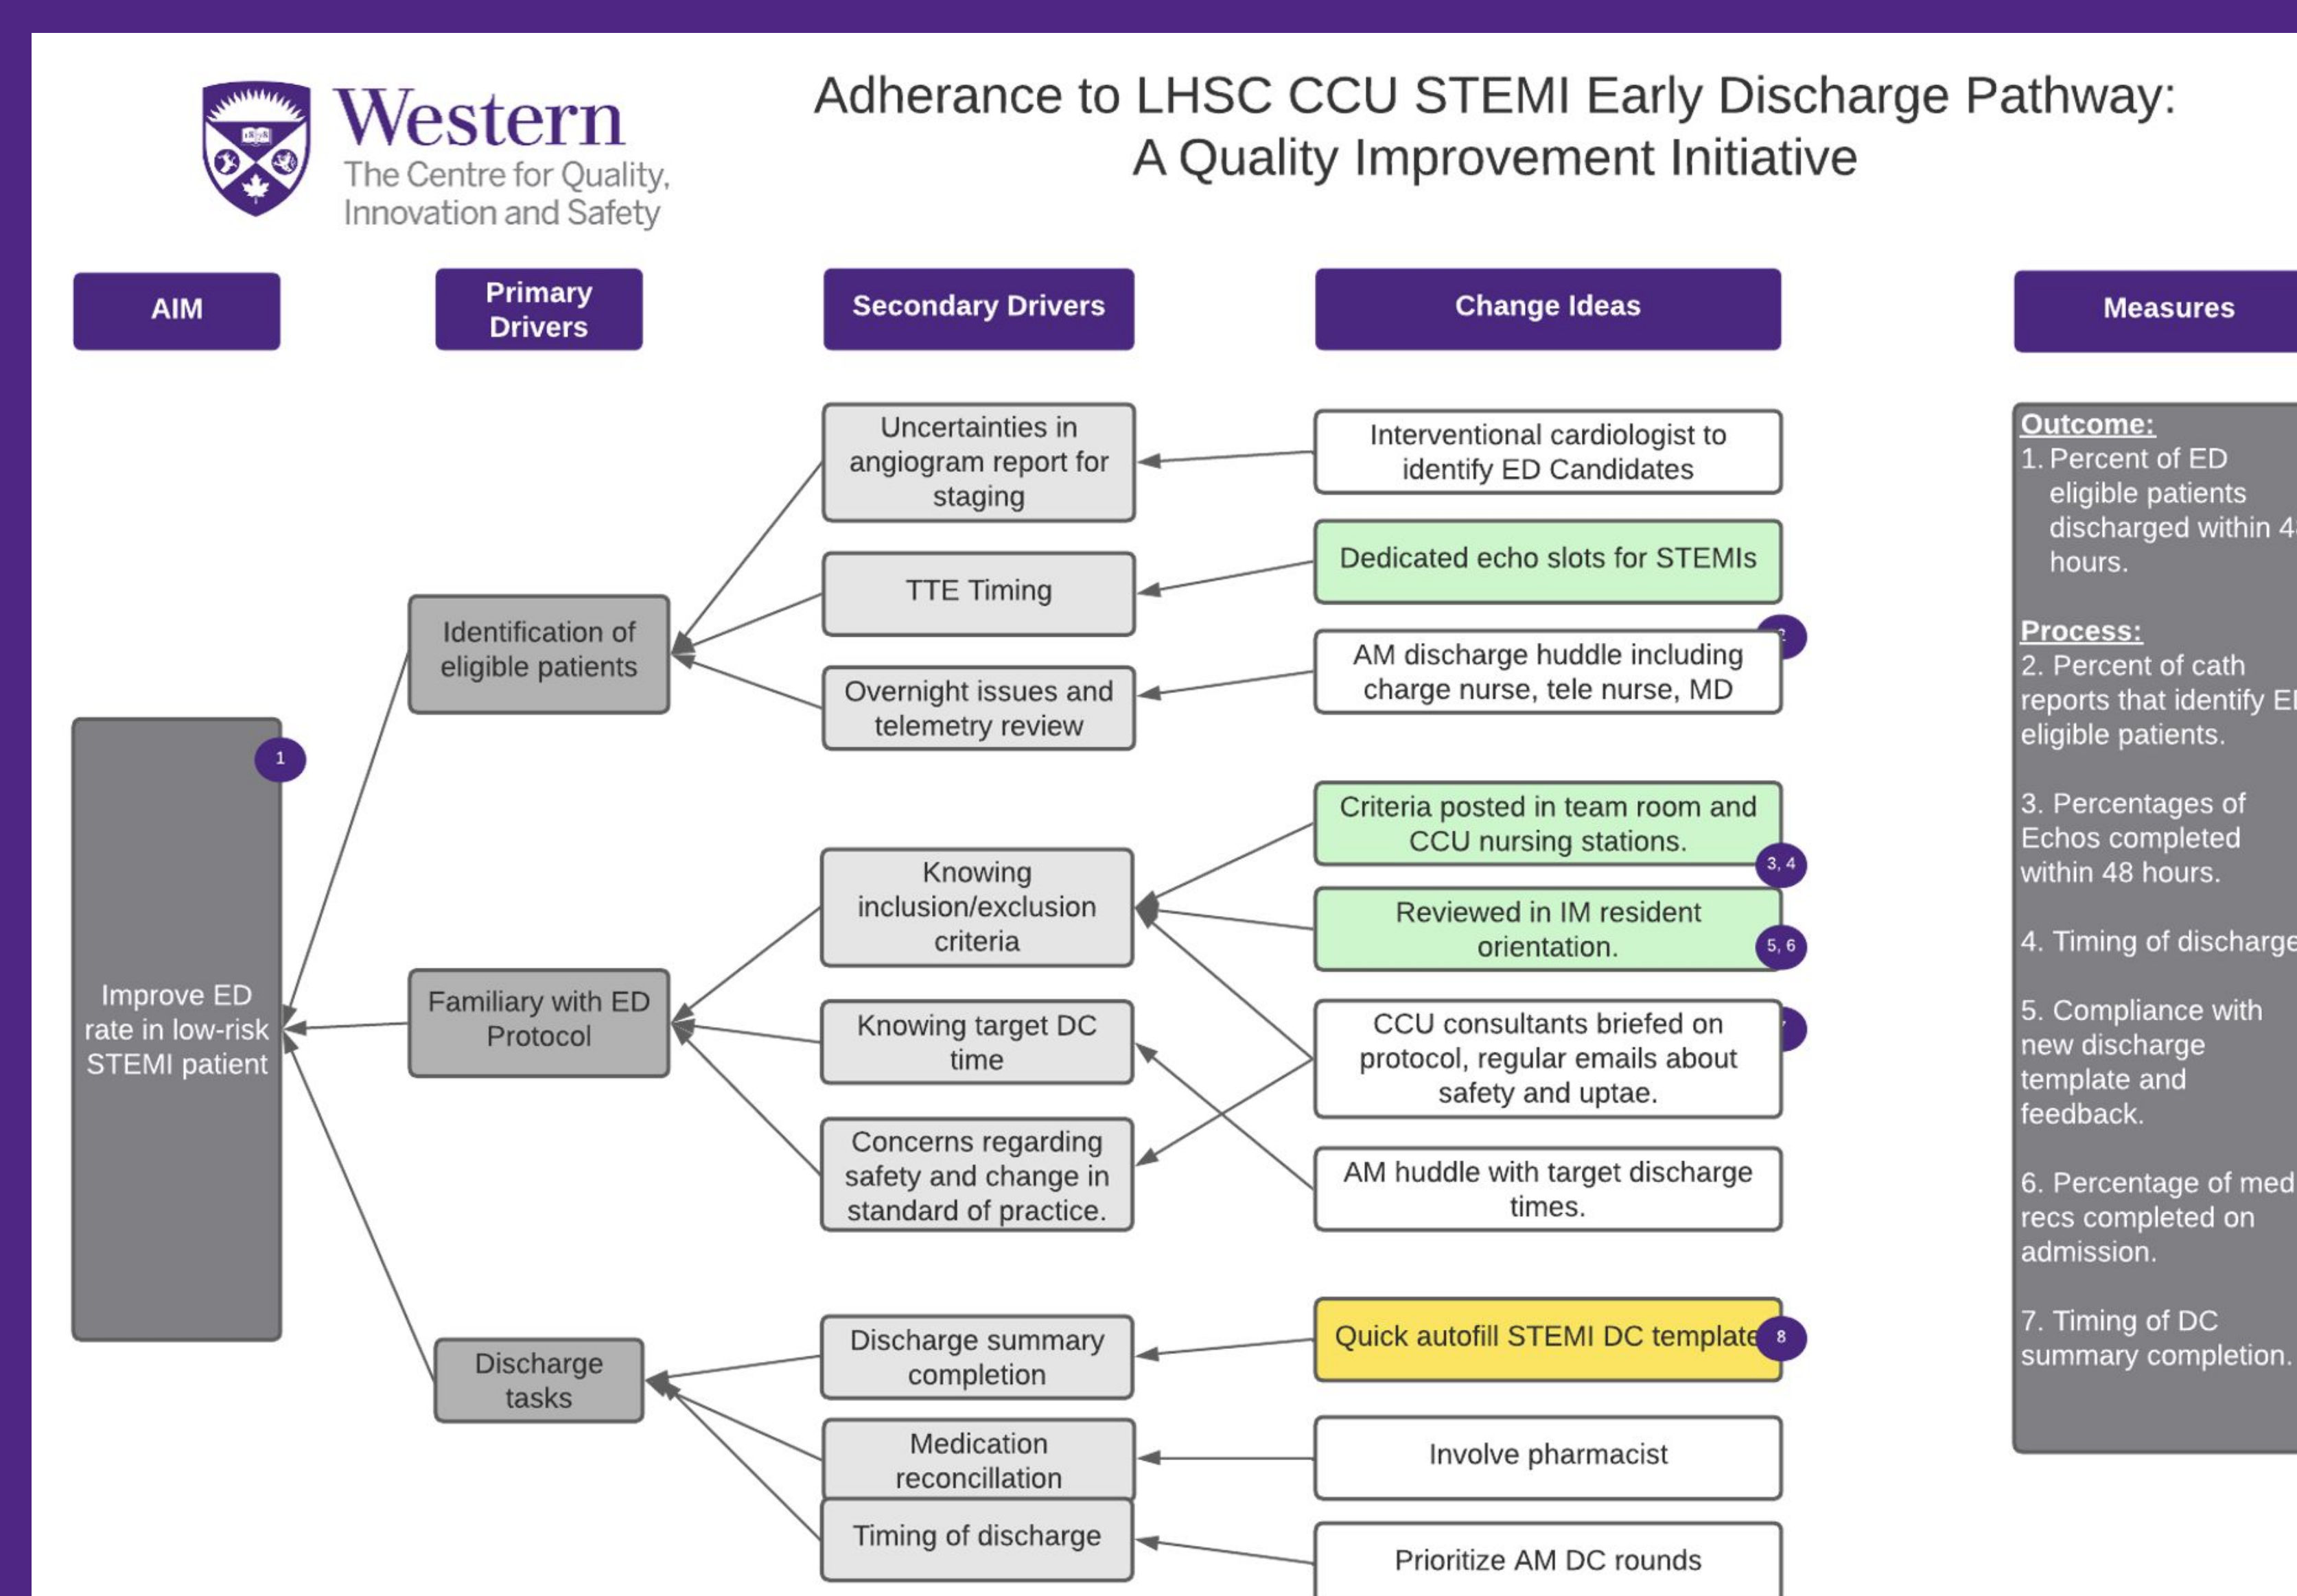 Western
The Centre for Quality,
Innovation and Safety
Adherance to LHSC CCU STEMI Early Discharge Pathway:
A Quality Improvement Initiative
AIM
Primary
Drivers
Secondary Drivers
Change Ideas
Measures
Improve ED
rate in low-risk
STEMI patient
1
Identification of
eligible patients
Familiary with ED
Protocol
Discharge
tasks
Uncertainties in
angiogram report for
staging
TTE Timing
Overnight issues and
telemetry review
Knowing
inclusion/exclusion
criteria
Knowing target DC
time
Concerns regarding
safety and change in
standard of practice.
Discharge summary
completion
Medication
reconcillation
Timing of discharge
Interventional cardiologist to
identify ED Candidates
Dedicated echo slots for STEMIs
AM discharge huddle including
charge nurse, tele nurse, MD
Criteria posted in team room and
CCU nursing stations.
3, 4
Reviewed in IM resident
orientation.
5, 6
CCU consultants briefed on
protocol, regular emails about
safety and uptae.
AM huddle with target discharge
times.
Quick autofill STEMI DC template
8
Involve pharmacist
Prioritize AM DC rounds
Outcome:
1. Percent of ED
eligible patients
discharged within
hours.
Process:
2. Percent of cath
reports that identify
eligible patients.
3. Percentages of
Echos completed
within 48 hours.
4. Timing of discharge
5. Compliance with
new discharge
template and
feedback.
6. Percentage of med
recs completed on
admission.
7. Timing of DC
summary completion.